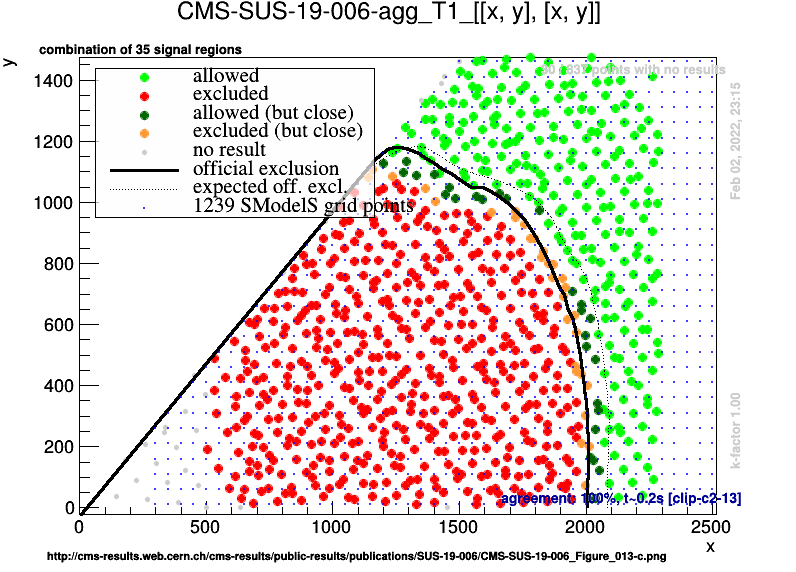 CMS-SUS-19-006-agg_T1_[[x, y], [x, y]]
y
combination of 35 signal regions
points with no results
allowed
excluded
allowed (but close)
excluded (but close)
no result
official exclusion
expected off. excl.
1239 SModelS grid points
1400
1200
1000
800
600
400
200
0
0 500 1000 1500 2000 2500
x
agreement: 100%, t~0.2s [clip-c2-13]
Feb 02, 2022, 23:15
k-factor 1.00
http://cms-results.web.cern.ch/cms-results/public-results/publications/SUS-19-006/CMS-SUS-19-006_Figure_013-c.png